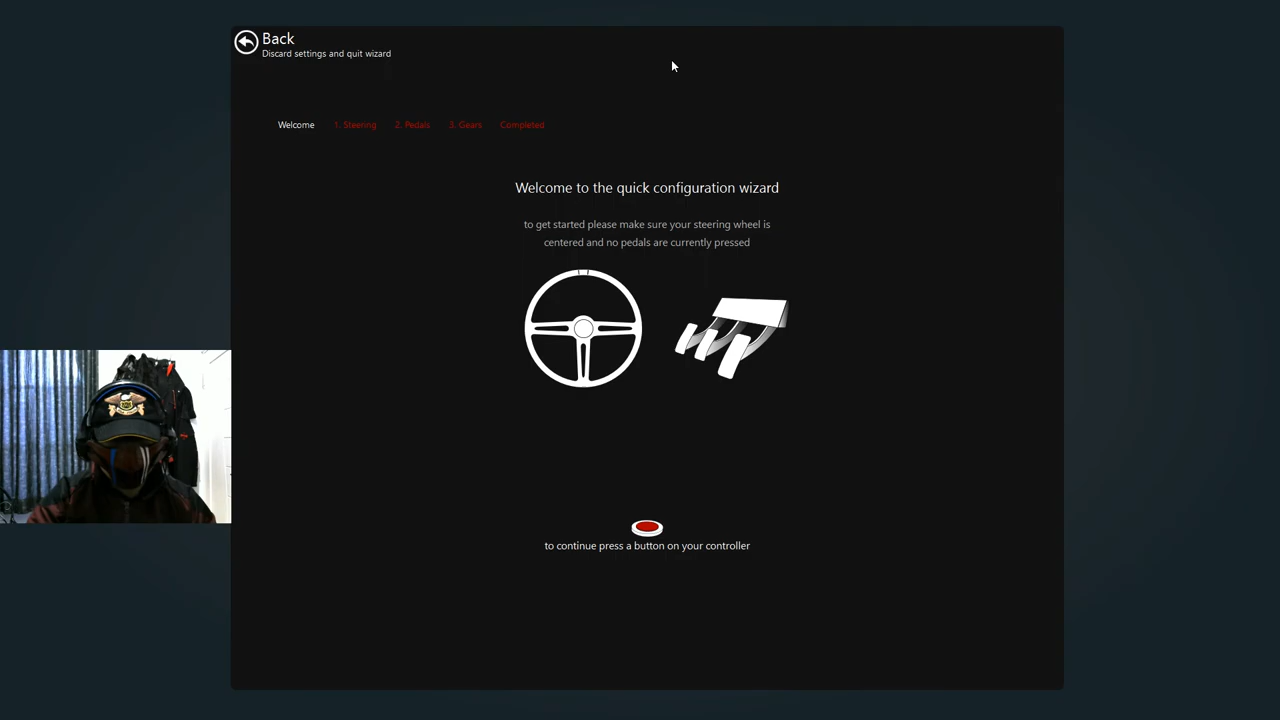 Back
Discard settings and quit wizard
Welcome 1. Steering 2. Pedals 3. Gears Completed
Welcome to the quick configuration wizard
to get started please make sure your steering wheel is
centered and no pedals are currently pressed
to continue press a button on your controller